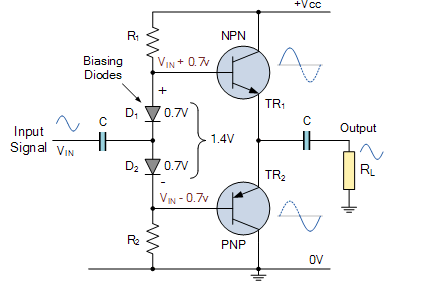 +Vcc
R₁
NPN
Biasing
Diodes
VIN + 0.7v
+
TR₁
D₁
0.7V
C
C
Input
Signal
VIN
1.4V
Output
D₂
0.7V
-
TR₂
RL
VIN - 0.7v
R₂
PNP
0V